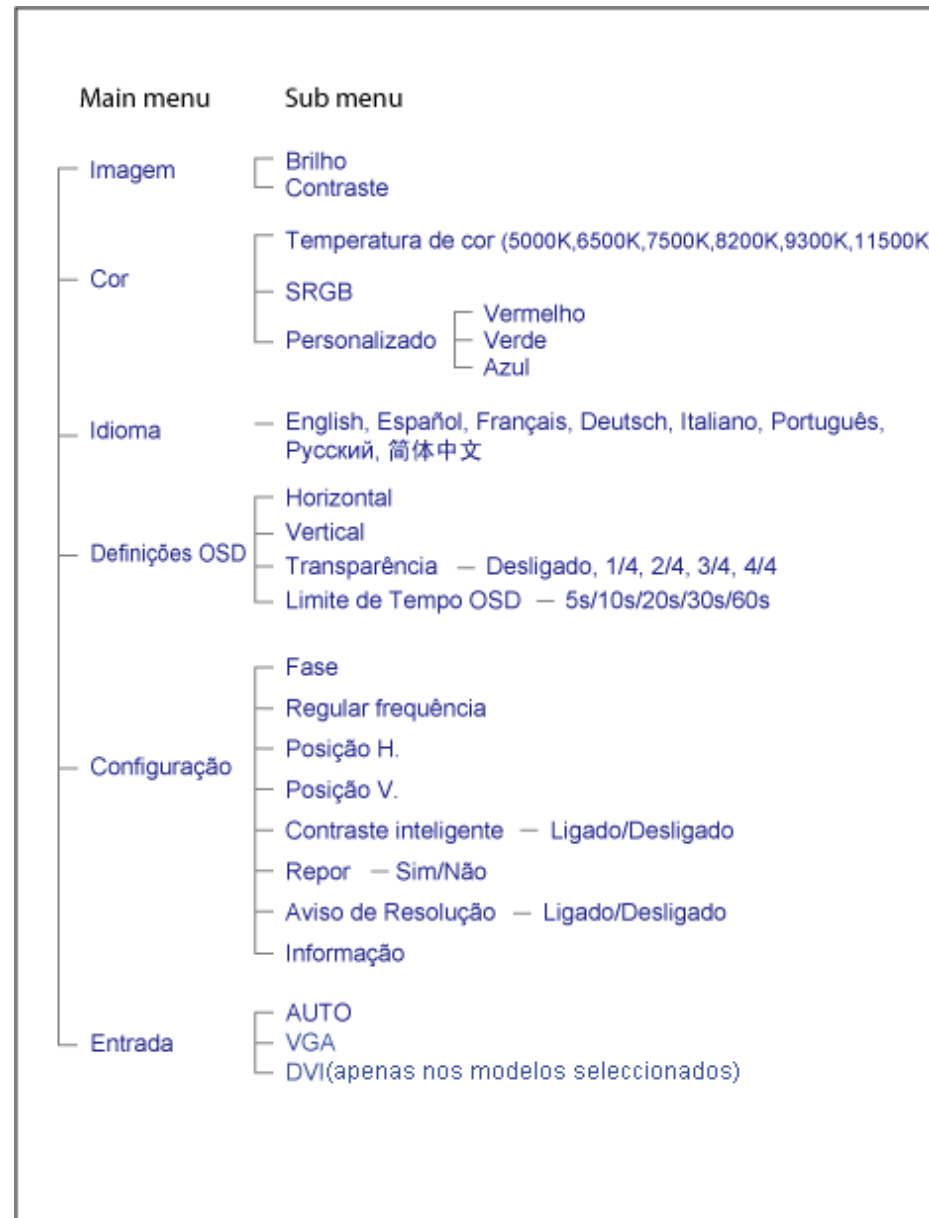 Main menu Sub menu
Imagem
Brilho
Contraste
Cor
Temperatura de cor (5000K,6500K,7500K,8200K,9300K,11500K)
SRGB
Personalizado
Vermelho
Verde
Azul
Idioma
English, Español, Français, Deutsch, Italiano, Português,
Русский, 简体中文
Definições OSD
Horizontal
Vertical
Transparência — Desligado, 1/4, 2/4, 3/4, 4/4
Limite de Tempo OSD — 5s/10s/20s/30s/60s
Configuração
Fase
Regular frequência
Posição H.
Posição V.
Contraste inteligente — Ligado/Desligado
Repor — Sim/Não
Aviso de Resolução — Ligado/Desligado
Informação
Entrada
AUTO
VGA
DVI(apenas nos modelos seleccionados)